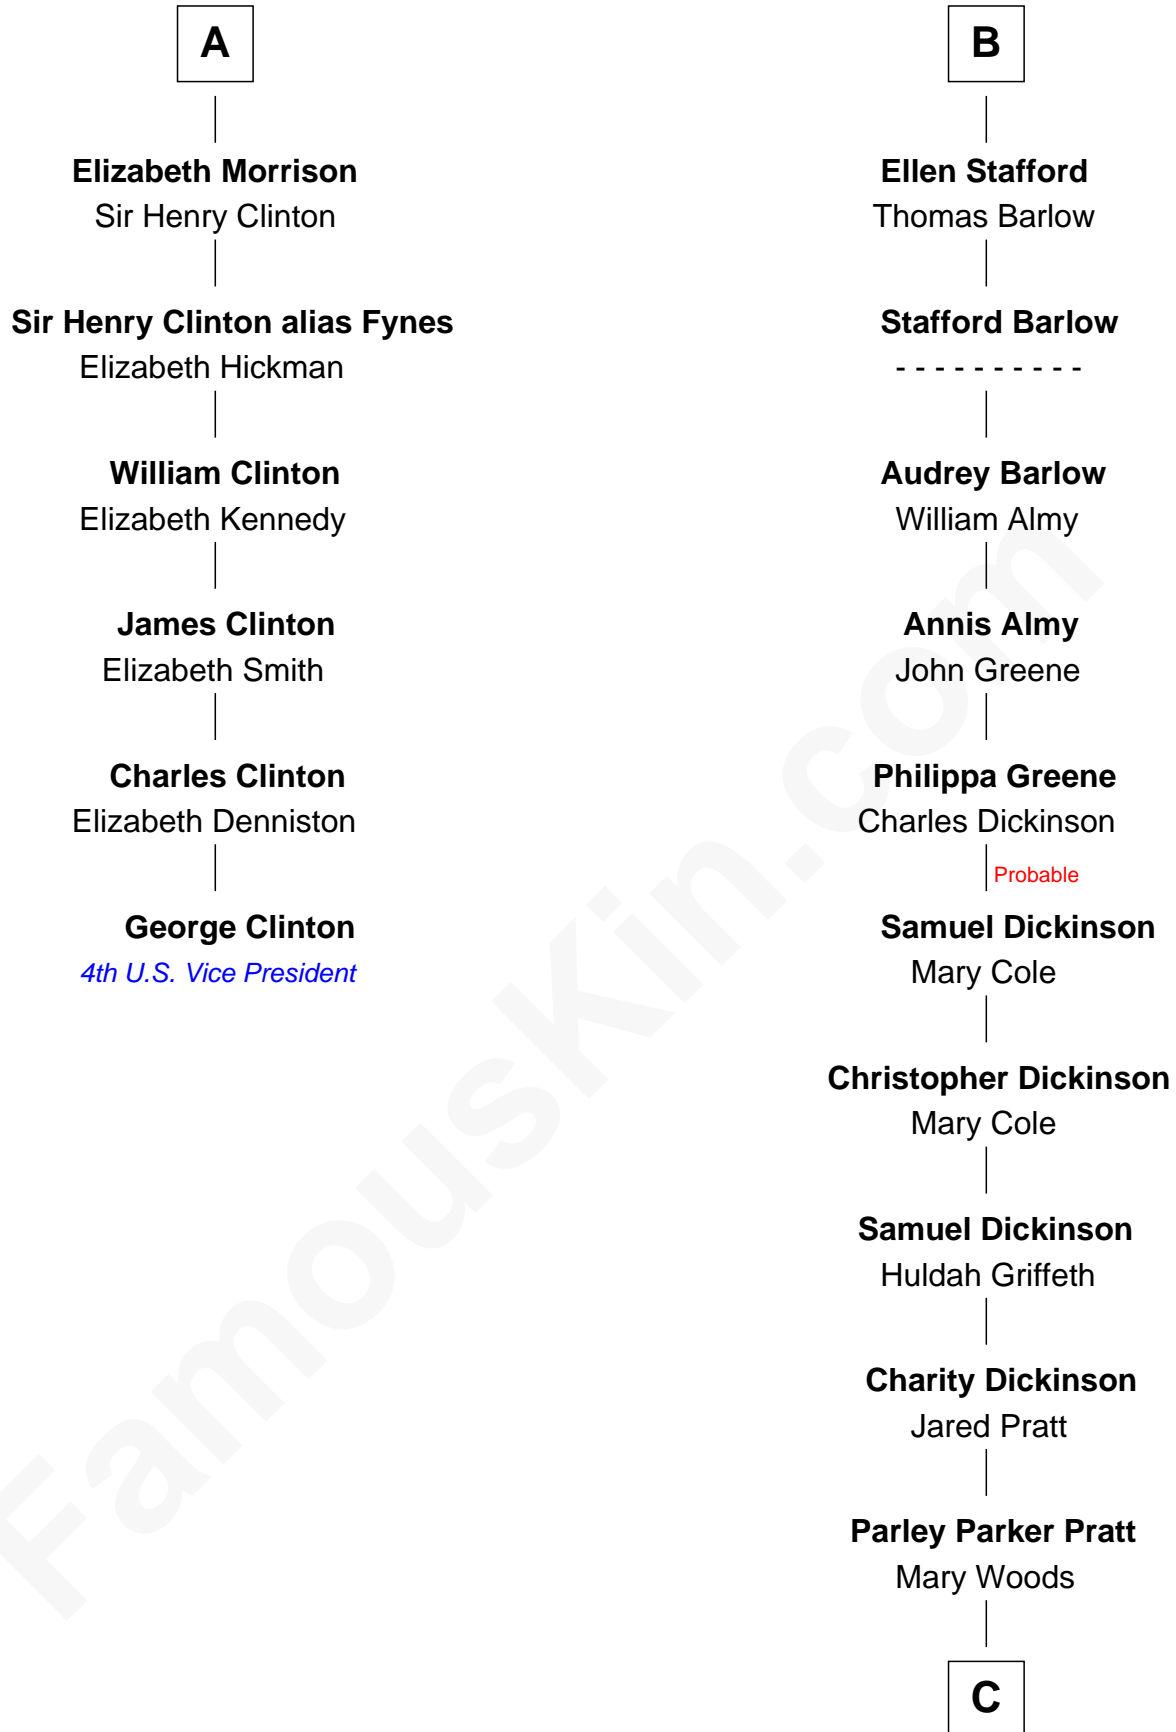 A
Elizabeth Morrison
Sir Henry Clinton
Sir Henry Clinton alias Fynes
Elizabeth Hickman
William Clinton
Elizabeth Kennedy
James Clinton
Elizabeth Smith
Charles Clinton
Elizabeth Denniston
George Clinton
4th U.S. Vice President
B
Ellen Stafford
Thomas Barlow
Stafford Barlow
- - - - - - - - - -
Audrey Barlow
William Almy
Annis Almy
John Greene
Philippa Greene
Charles Dickinson
Probable
Samuel Dickinson
Mary Cole
Christopher Dickinson
Mary Cole
Samuel Dickinson
Huldah Griffeth
Charity Dickinson
Jared Pratt
Parley Parker Pratt
Mary Woods
C
FamousKin.com